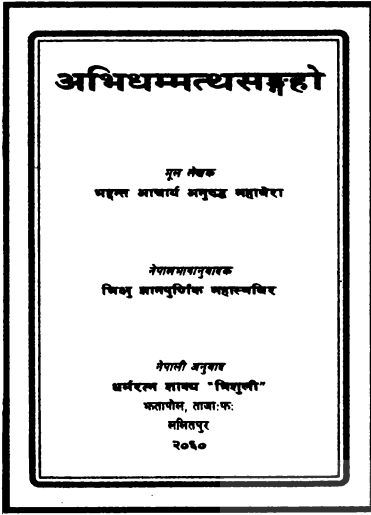 अभिधम्मत्थसङ्गहो
मूल लेखक
भदन्त आचार्य अनुरुद्ध महाथेरा
नेपालभाषानुवादक
भिक्षु ज्ञानपुर्णिक महास्थविर
नेपाली अनुवाद
धर्मरत्न शाक्य "त्रिशुली"
भतापोल, ताजा:फ:
ललितपुर
२०६०